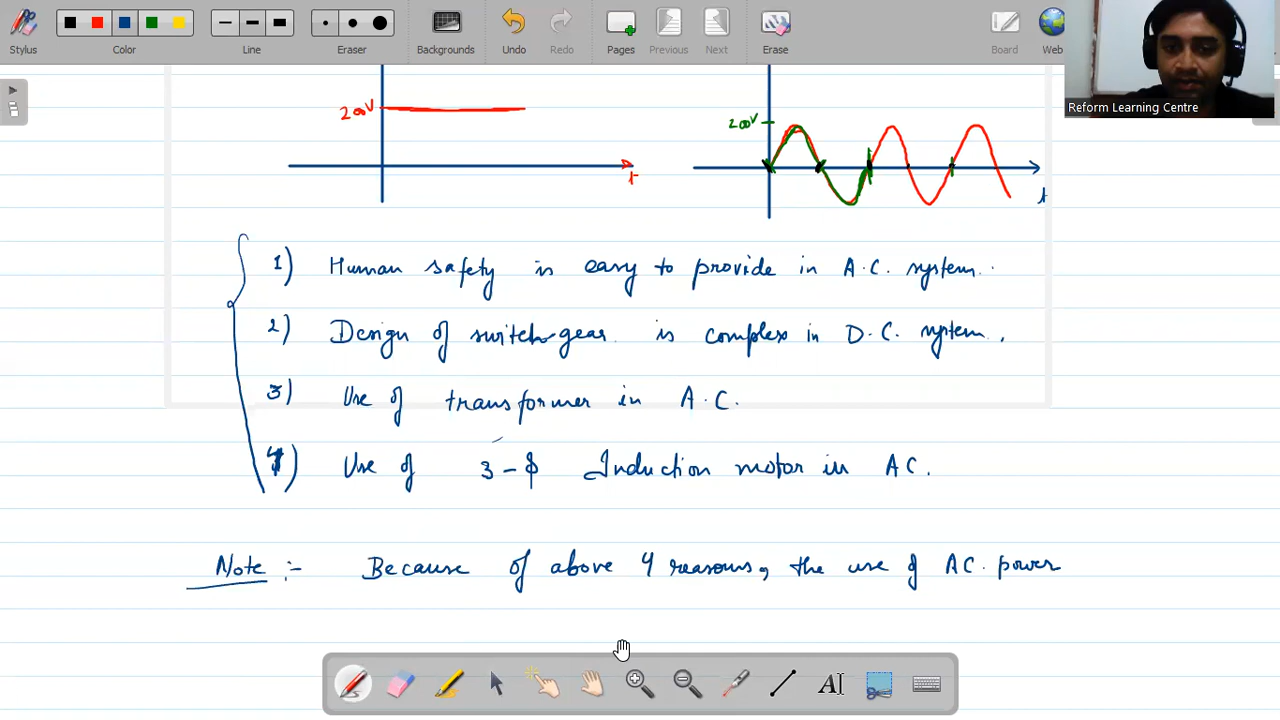 Stylus
Color
Line
Eraser
Backgrounds
Undo
Redo
Pages
Previous
Next
Erase
Board
Web
Reform Learning Centre
200V
t
200V
t
1) Human safety is easy to provide in A.C. system.
2) Design of switch-gear is complex in D.C. system.
3) Use of transformer in A.C.
4) Use of 3-ϕ Induction motor in AC.
Note :- Because of above 4 reasons, the use of AC. power
AI